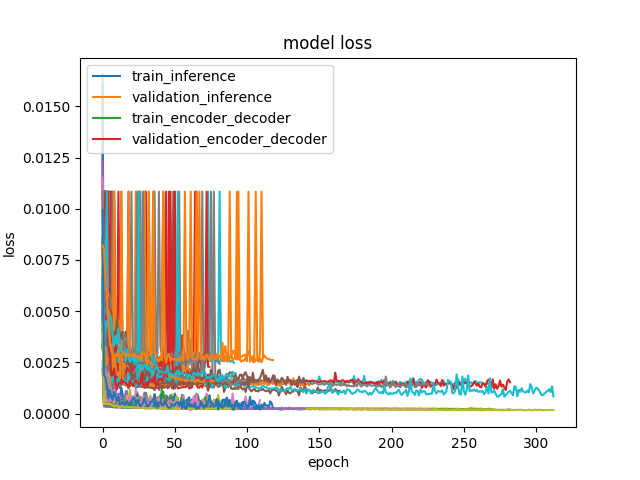 model loss
train_inference
validation_inference
train_encoder_decoder
validation_encoder_decoder
loss
0.0150
0.0125
0.0100
0.0075
0.0050
0.0025
0.0000
0 50 100 150 200 250 300
epoch